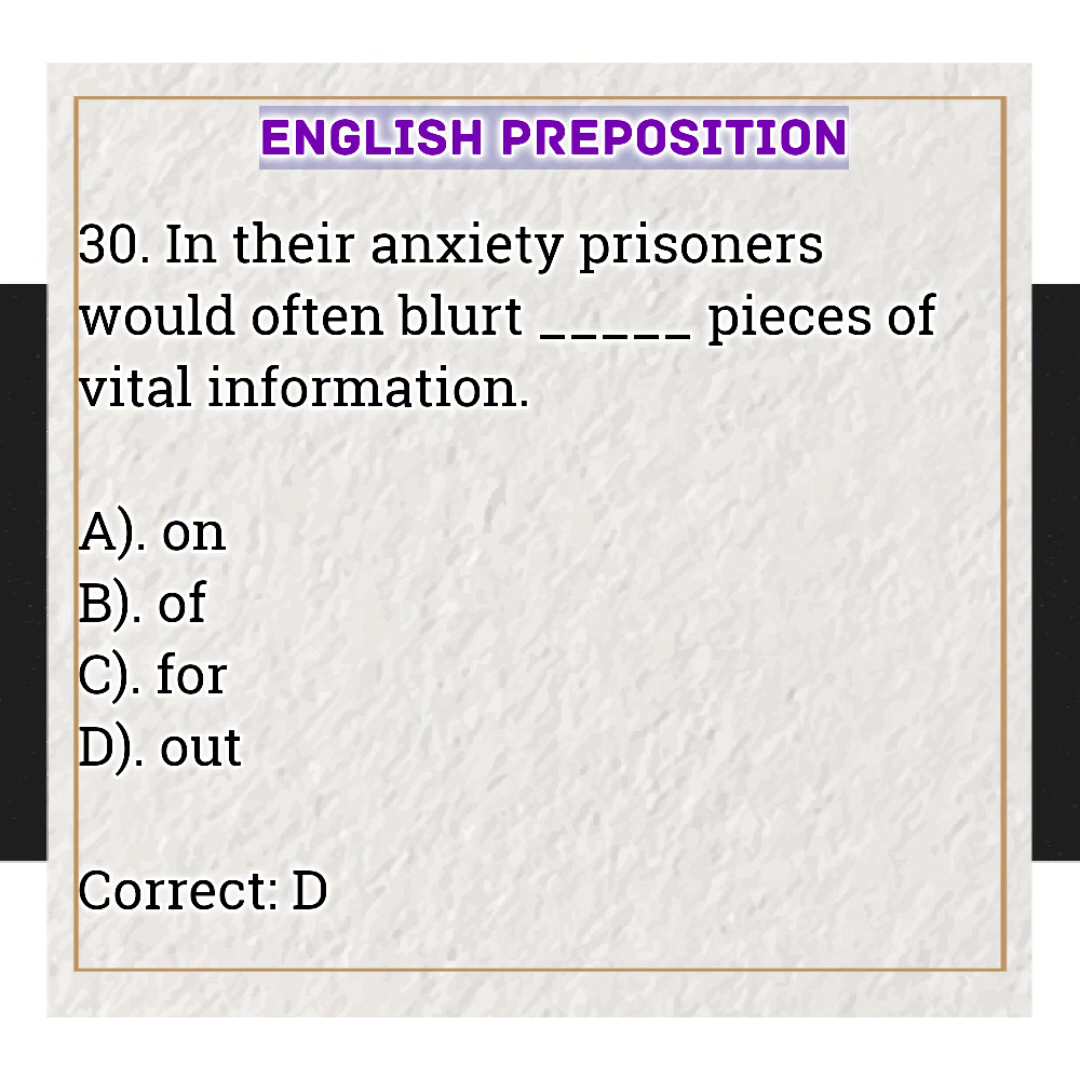 ENGLISH PREPOSITION
30. In their anxiety prisoners
would often blurt _____ pieces of
vital information.
A). on
B). of
C). for
D). out
Correct: D